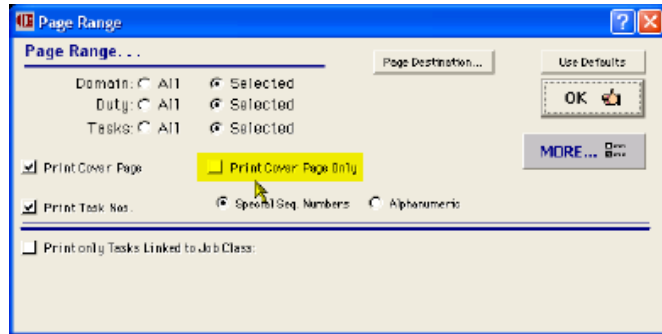 Page Range
Page Range...
Page Destination...
Use Defaults
Domain: All Selected
OK
Duty: All Selected
Tasks: All Selected
MORE...
Print Cover Page Print Cover Page Only
Print Task Nos. Special Seq. Numbers Alphanumeric
Print only Tasks Linked to Job Class: